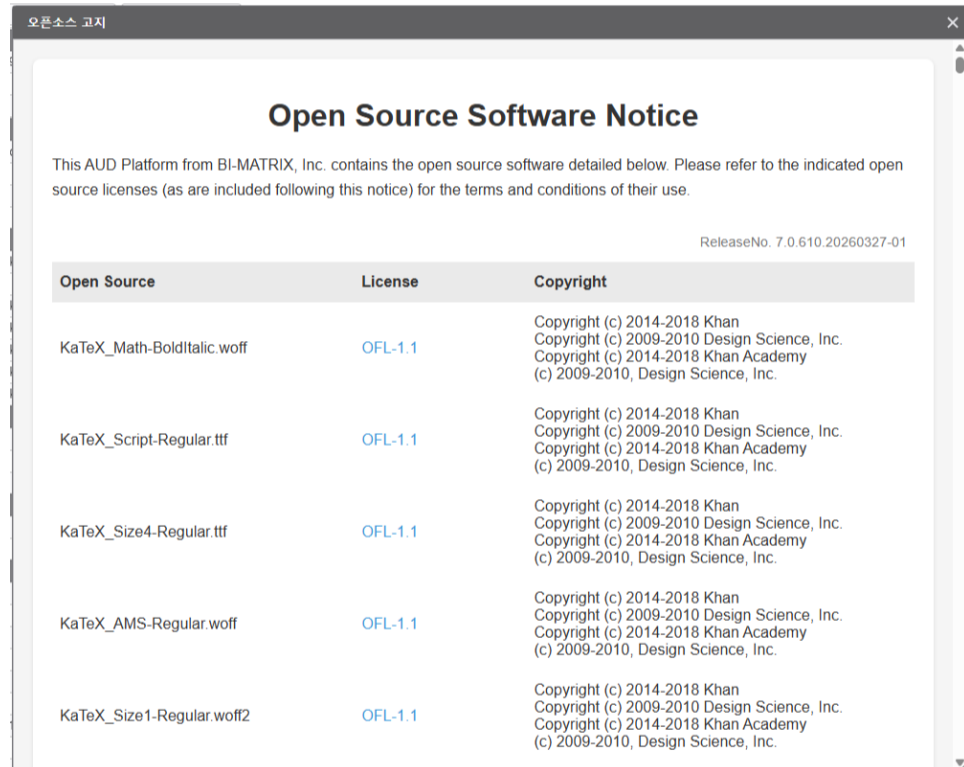 오픈소스 고지
Open Source Software Notice
This AUD Platform from BI-MATRIX, Inc. contains the open source software detailed below. Please refer to the indicated open
source licenses (as are included following this notice) for the terms and conditions of their use.
ReleaseNo. 7.0.610.20260327-01
Open Source License Copyright
KaTeX_Math-BoldItalic.woff OFL-1.1
Copyright (c) 2014-2018 Khan
Copyright (c) 2009-2010 Design Science, Inc.
Copyright (c) 2014-2018 Khan Academy
(c) 2009-2010, Design Science, Inc.
KaTeX_Script-Regular.ttf OFL-1.1
Copyright (c) 2014-2018 Khan
Copyright (c) 2009-2010 Design Science, Inc.
Copyright (c) 2014-2018 Khan Academy
(c) 2009-2010, Design Science, Inc.
KaTeX_Size4-Regular.ttf OFL-1.1
Copyright (c) 2014-2018 Khan
Copyright (c) 2009-2010 Design Science, Inc.
Copyright (c) 2014-2018 Khan Academy
(c) 2009-2010, Design Science, Inc.
KaTeX_AMS-Regular.woff OFL-1.1
Copyright (c) 2014-2018 Khan
Copyright (c) 2009-2010 Design Science, Inc.
Copyright (c) 2014-2018 Khan Academy
(c) 2009-2010, Design Science, Inc.
KaTeX_Size1-Regular.woff2 OFL-1.1
Copyright (c) 2014-2018 Khan
Copyright (c) 2009-2010 Design Science, Inc.
Copyright (c) 2014-2018 Khan Academy
(c) 2009-2010, Design Science, Inc.